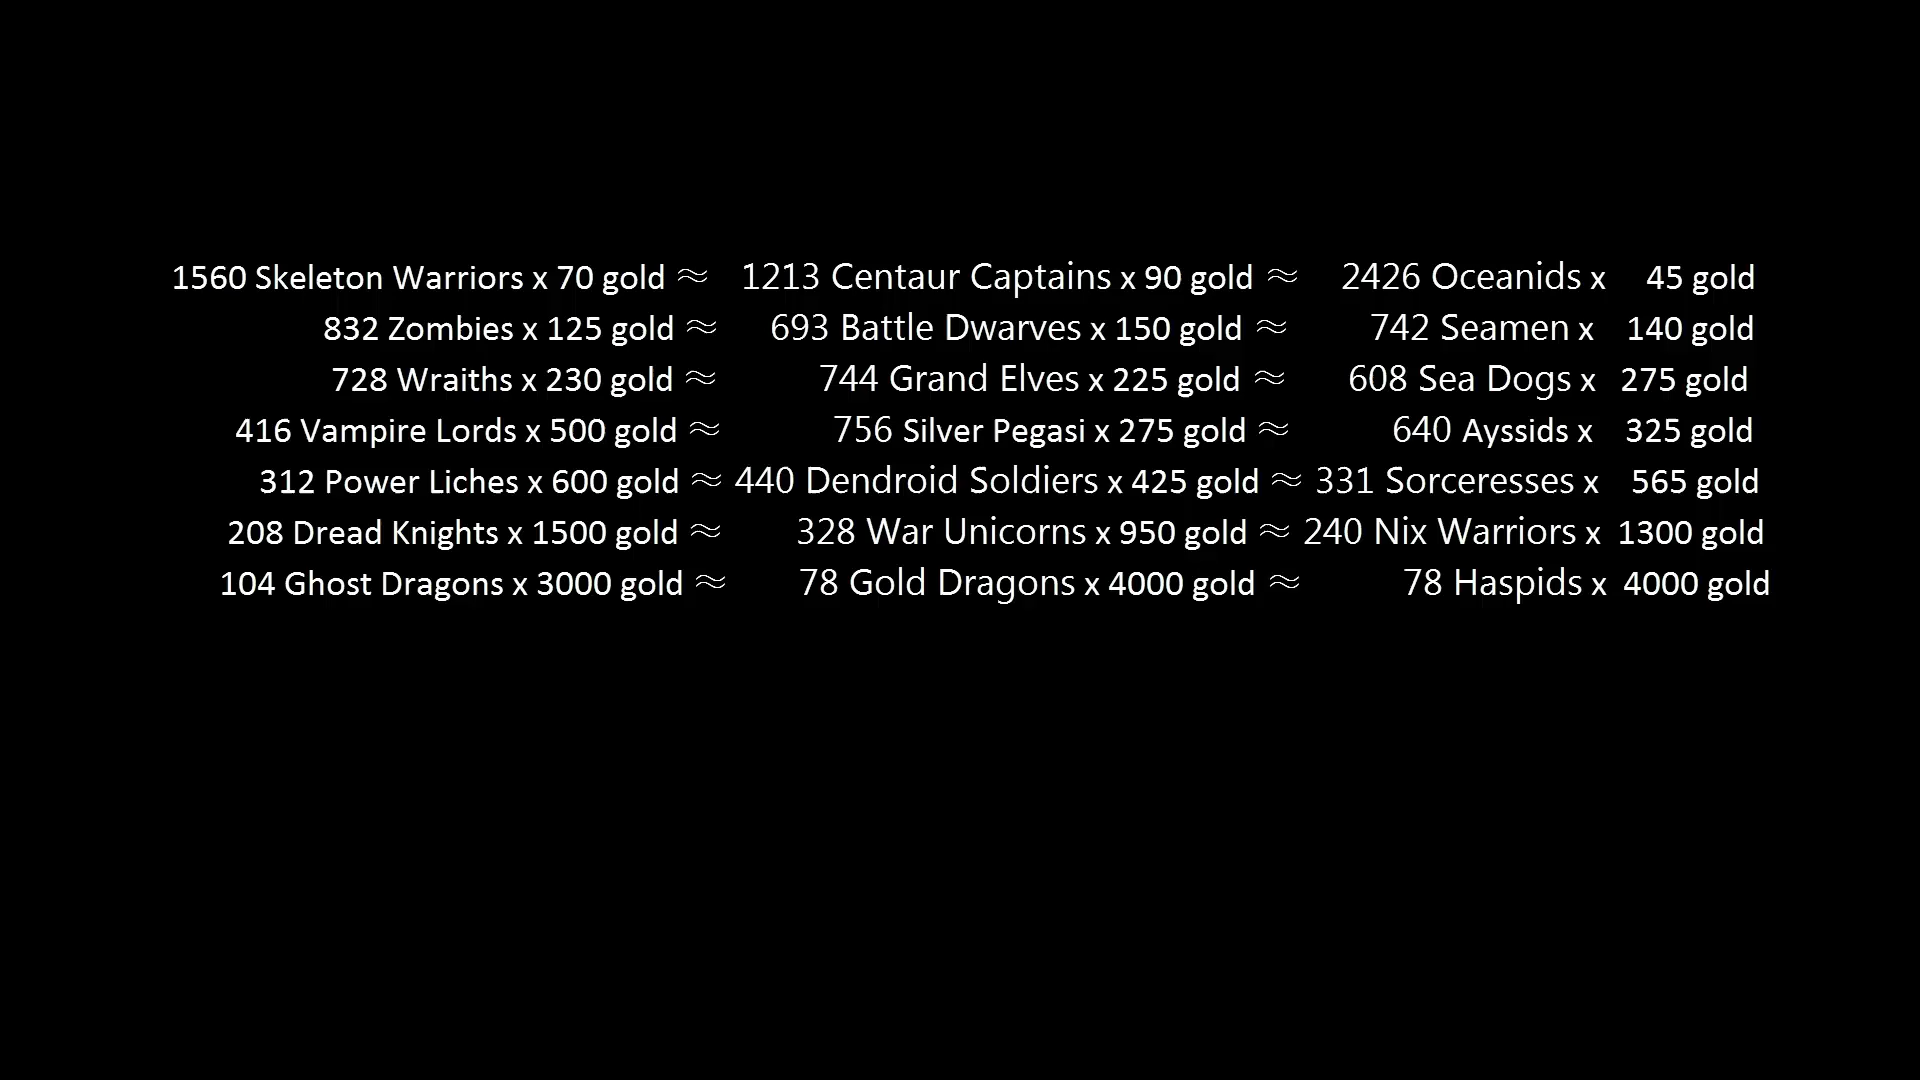 1560 Skeleton Warriors x 70 gold ≈ 1213 Centaur Captains x 90 gold ≈ 2426 Oceanids x 45 gold
832 Zombies x 125 gold ≈ 693 Battle Dwarves x 150 gold ≈ 742 Seamen x 140 gold
728 Wraiths x 230 gold ≈ 744 Grand Elves x 225 gold ≈ 608 Sea Dogs x 275 gold
416 Vampire Lords x 500 gold ≈ 756 Silver Pegasi x 275 gold ≈ 640 Ayssids x 325 gold
312 Power Liches x 600 gold ≈ 440 Dendroid Soldiers x 425 gold ≈ 331 Sorceresses x 565 gold
208 Dread Knights x 1500 gold ≈ 328 War Unicorns x 950 gold ≈ 240 Nix Warriors x 1300 gold
104 Ghost Dragons x 3000 gold ≈ 78 Gold Dragons x 4000 gold ≈ 78 Haspids x 4000 gold